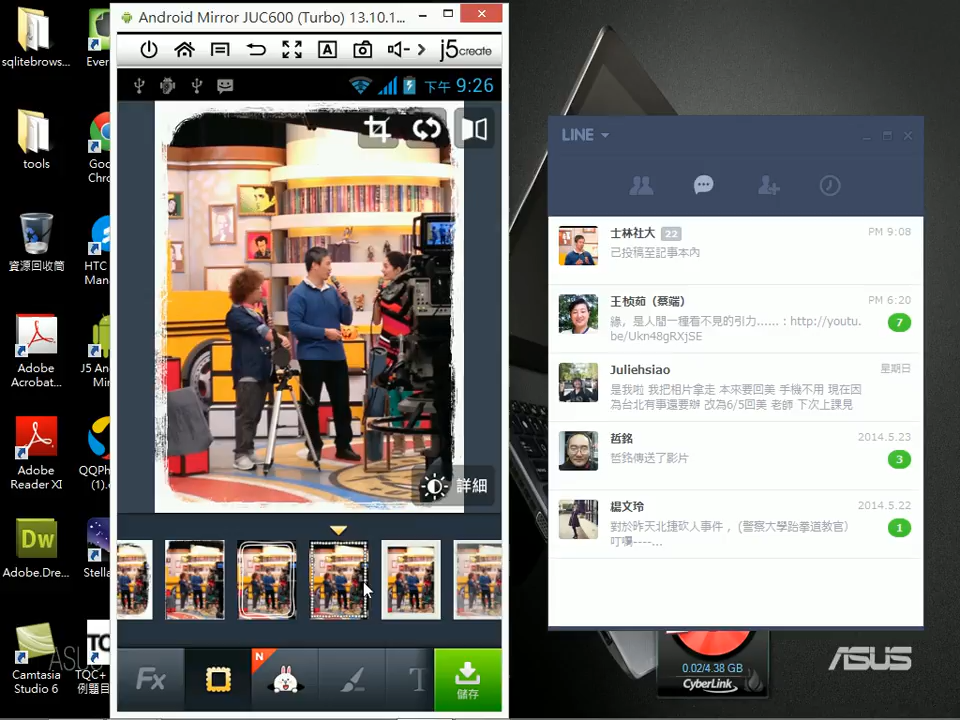 sqlitebrows...
Ever
tools
Goo
Chro
資源回收筒
HTC
Man
Adobe
Acrobat...
J5 And
Mir
Adobe
Reader XI
QQPh
(1).e
Dw
Adobe.Dre...
Stella
Camtasia
Studio 6
TQC+
例題目
Android Mirror JUC600 (Turbo) 13.10.1...
A
j5create
下午 9:26
詳細
Fx
N
T
儲存
LINE
士林社大 22
PM 9:08
已投稿至記事本內
王楨茹（蔡端）
PM 6:20
緣，是人間一種看不見的引力......：http://youtu.
be/Ukn48gRXjSE
7
Juliehsiao
星期日
是我啦 我把相片拿走 本來要回美 手機不用 現在因
為台北有事還要辦 改為6/5回美 老師 下次上課見
哲銘
2014.5.23
哲銘傳送了影片
3
楊文玲
2014.5.22
對於昨天北捷砍人事件，(警察大學跆拳道教官）
叮嚀----...
1
0.02/4.38 GB
CyberLink
ASUS